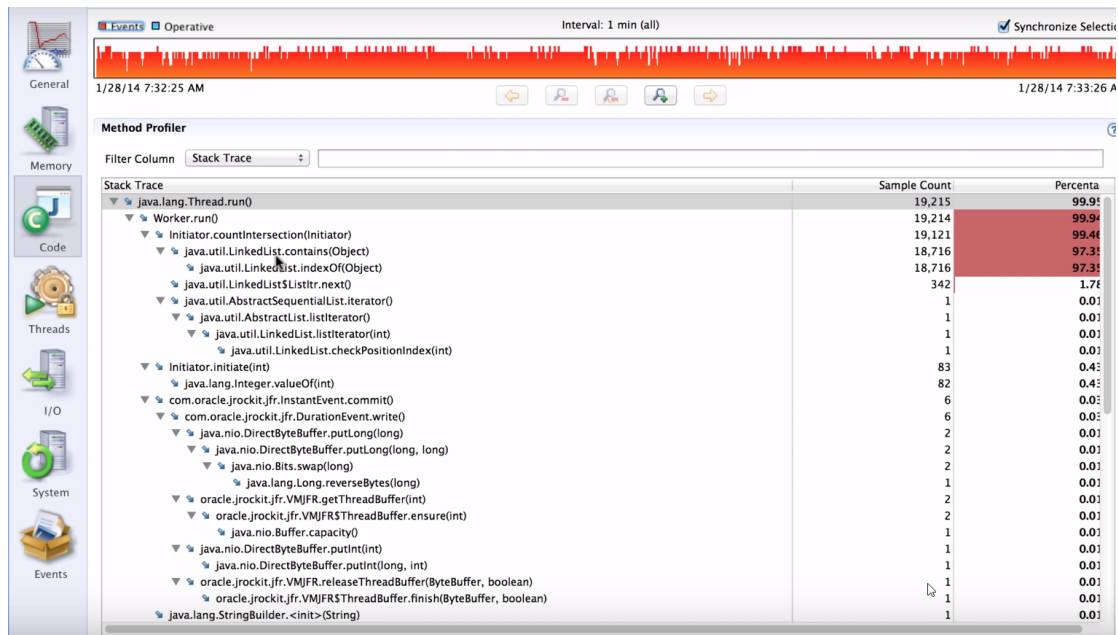 Events Operative Interval: 1 min (all) Synchronize Selectio
General
1/28/14 7:32:25 AM 1/28/14 7:33:26 A
Method Profiler
Filter Column Stack Trace
Memory
Stack Trace Sample Count Percenta
java.lang.Thread.run() 19,215 99.95
Worker.run() 19,214 99.94
Initiator.countIntersection(Initiator) 19,121 99.46
Code
java.util.LinkedList.contains(Object) 18,716 97.35
java.util.LinkedList.indexOf(Object) 18,716 97.35
java.util.LinkedList$ListItr.next() 342 1.78
java.util.AbstractSequentialList.iterator() 1 0.01
java.util.AbstractList.listIterator() 1 0.01
Threads
java.util.LinkedList.listIterator(int) 1 0.01
java.util.LinkedList.checkPositionIndex(int) 1 0.01
Initiator.initiate(int) 83 0.43
java.lang.Integer.valueOf(int) 82 0.43
com.oracle.jrockit.jfr.InstantEvent.commit() 6 0.03
I/O
com.oracle.jrockit.jfr.DurationEvent.write() 6 0.03
java.nio.DirectByteBuffer.putLong(long) 2 0.01
java.nio.DirectByteBuffer.putLong(long, long) 2 0.01
java.nio.Bits.swap(long) 2 0.01
java.lang.Long.reverseBytes(long) 1 0.01
System
oracle.jrockit.jfr.VMJFR.getThreadBuffer(int) 2 0.01
oracle.jrockit.jfr.VMJFR$ThreadBuffer.ensure(int) 2 0.01
java.nio.Buffer.capacity() 1 0.01
java.nio.DirectByteBuffer.putInt(int) 1 0.01
java.nio.DirectByteBuffer.putInt(long, int) 1 0.01
Events
oracle.jrockit.jfr.VMJFR.releaseThreadBuffer(ByteBuffer, boolean) 1 0.01
oracle.jrockit.jfr.VMJFR$ThreadBuffer.finish(ByteBuffer, boolean) 1 0.01
java.lang.StringBuilder.<init>(String) 1 0.01